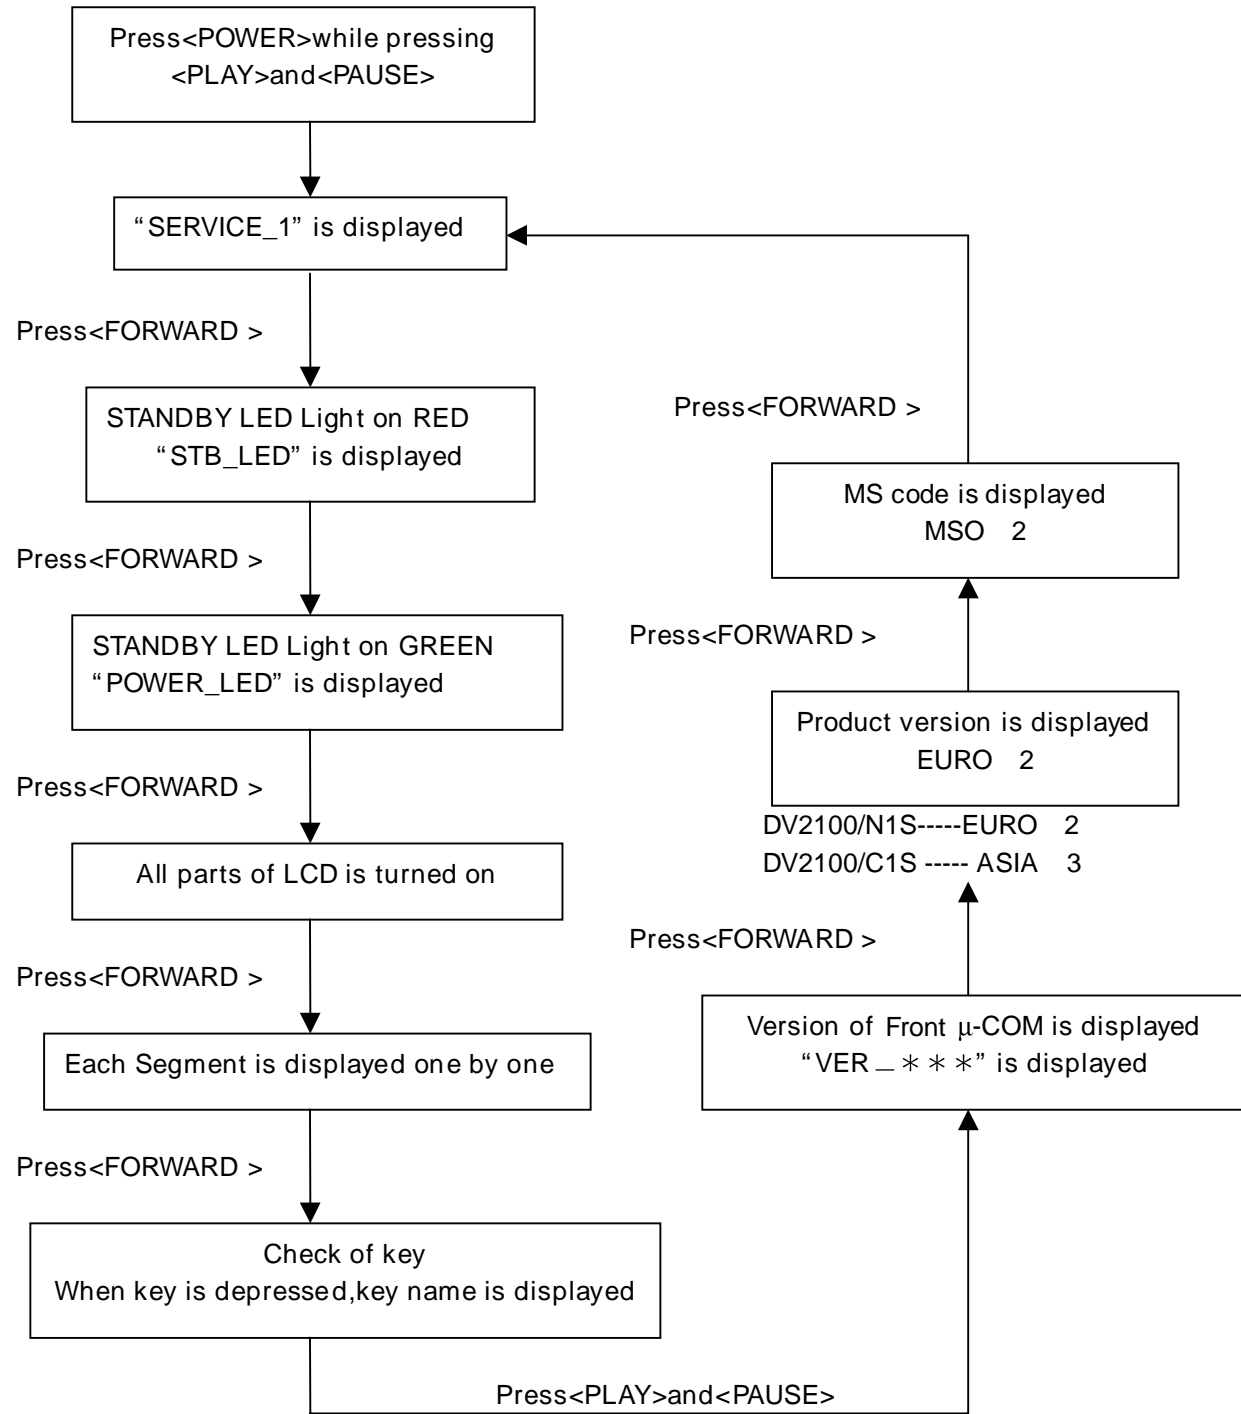 Press<POWER>while pressing
<PLAY>and<PAUSE>
“SERVICE_1” is displayed
Press<FORWARD >
STANDBY LED Light on RED
“STB_LED” is displayed
Press<FORWARD >
STANDBY LED Light on GREEN
“POWER_LED” is displayed
Press<FORWARD >
All parts of LCD is turned on
Press<FORWARD >
Each Segment is displayed one by one
Press<FORWARD >
Check of key
When key is depressed,key name is displayed
Press<PLAY>and<PAUSE>
Version of Front μ-COM is displayed
“VER_＊＊＊” is displayed
Press<FORWARD >
Product version is displayed
EURO 2
DV2100/N1S-----EURO 2
DV2100/C1S ----- ASIA 3
Press<FORWARD >
MS code is displayed
MSO 2
Press<FORWARD >